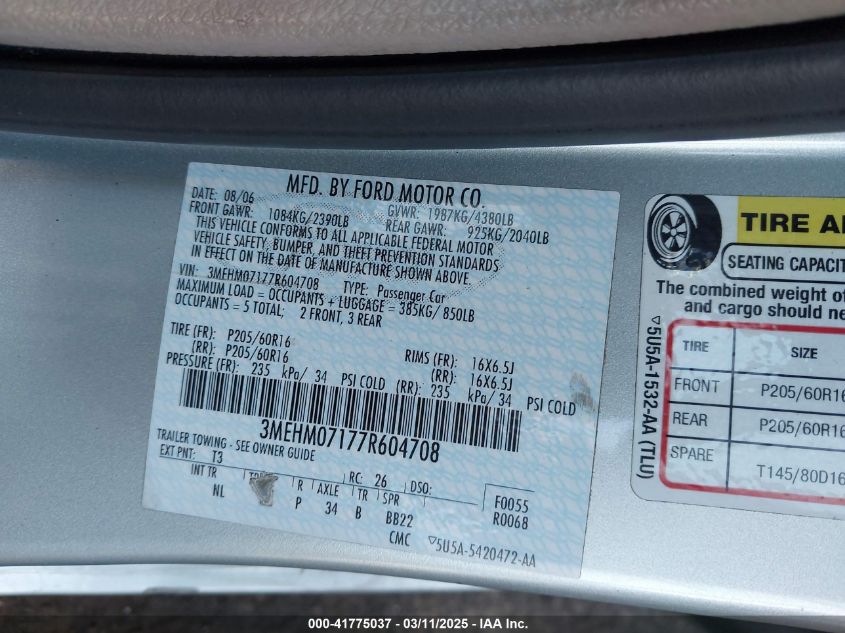 MFD. BY FORD MOTOR CO.
DATE: 08/06 GVWR: 1987KG/4380LB
FRONT GAWR: 1084KG/2390LB REAR GAWR: 925KG/2040LB
THIS VEHICLE CONFORMS TO ALL APPLICABLE FEDERAL MOTOR
VEHICLE SAFETY, BUMPER, AND THEFT PREVENTION STANDARDS
IN EFFECT ON THE DATE OF MANUFACTURE SHOWN ABOVE.
VIN: 3MEHM07177R604708 TYPE: Passenger Car
MAXIMUM LOAD = OCCUPANTS + LUGGAGE = 385KG/ 850LB
OCCUPANTS = 5 TOTAL; 2 FRONT, 3 REAR
TIRE (FR): P205/60R16 RIMS (FR): 16X6.5J
(RR): P205/60R16 (RR): 16X6.5J
PRESSURE (FR): 235 kPa/ 34 PSI COLD (RR): 235 kPa/ 34 PSI COLD
3MEHM07177R604708
TRAILER TOWING - SEE OWNER GUIDE
EXT PNT: T3 RC: 26 DSO: F0055
INT TR R AXLE TR SPR R0068
NL P 34 B BB22
CMC ▽5U5A-5420472-AA
TIRE A
SEATING CAPACIT
The combined weight of
and cargo should ne
▽5U5A-1532-AA (TLU)
TIRE SIZE
FRONT P205/60R16
REAR P205/60R16
SPARE T145/80D16
000-41775037 - 03/11/2025 - IAA Inc.